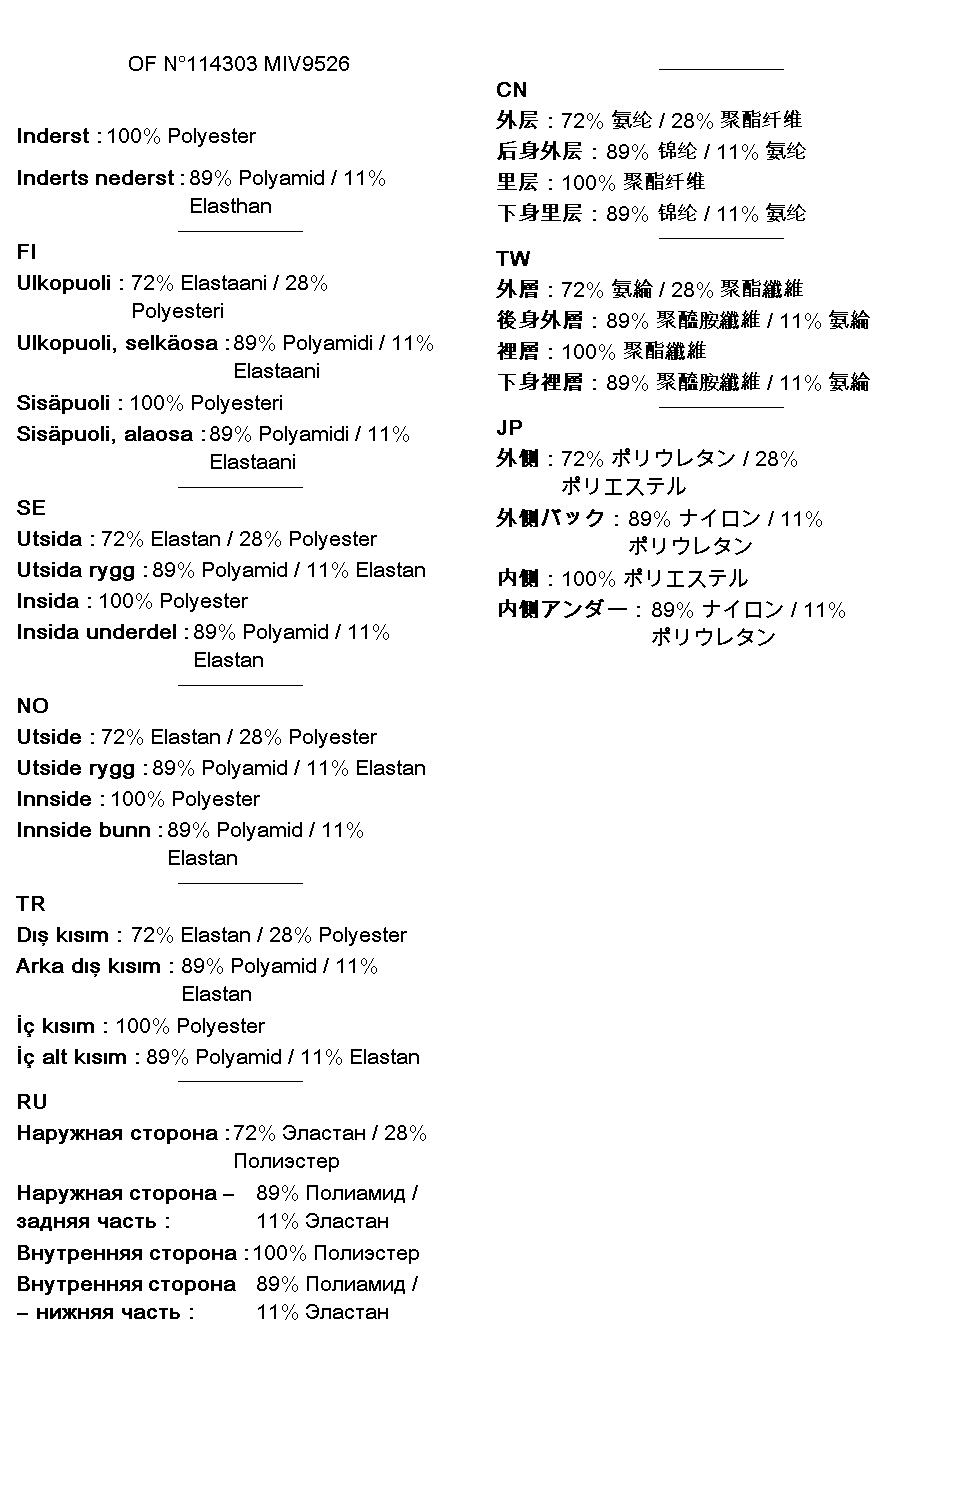 OF N°114303 MIV9526
Inderst : 100% Polyester
Inderts nederst : 89% Polyamid / 11%
Elasthan
FI
Ulkopuoli : 72% Elastaani / 28%
Polyesteri
Ulkopuoli, selkäosa : 89% Polyamidi / 11%
Elastaani
Sisäpuoli : 100% Polyesteri
Sisäpuoli, alaosa : 89% Polyamidi / 11%
Elastaani
SE
Utsida : 72% Elastan / 28% Polyester
Utsida rygg : 89% Polyamid / 11% Elastan
Insida : 100% Polyester
Insida underdel : 89% Polyamid / 11%
Elastan
NO
Utside : 72% Elastan / 28% Polyester
Utside rygg : 89% Polyamid / 11% Elastan
Innside : 100% Polyester
Innside bunn : 89% Polyamid / 11%
Elastan
TR
Dış kısım : 72% Elastan / 28% Polyester
Arka dış kısım : 89% Polyamid / 11%
Elastan
İç kısım : 100% Polyester
İç alt kısım : 89% Polyamid / 11% Elastan
RU
Наружная сторона : 72% Эластан / 28%
Полиэстер
Наружная сторона – 89% Полиамид /
задняя часть : 11% Эластан
Внутренняя сторона : 100% Полиэстер
Внутренняя сторона 89% Полиамид /
– нижняя часть : 11% Эластан
CN
外层 : 72% 氨纶 / 28% 聚酯纤维
后身外层 : 89% 锦纶 / 11% 氨纶
里层 : 100% 聚酯纤维
下身里层 : 89% 锦纶 / 11% 氨纶
TW
外層 : 72% 氨綸 / 28% 聚酯纖維
後身外層 : 89% 聚醯胺纖維 / 11% 氨綸
裡層 : 100% 聚酯纖維
下身裡層 : 89% 聚醯胺纖維 / 11% 氨綸
JP
外側 : 72% ポリウレタン / 28%
ポリエステル
外側バック : 89% ナイロン / 11%
ポリウレタン
内側 : 100% ポリエステル
内側アンダー : 89% ナイロン / 11%
ポリウレタン